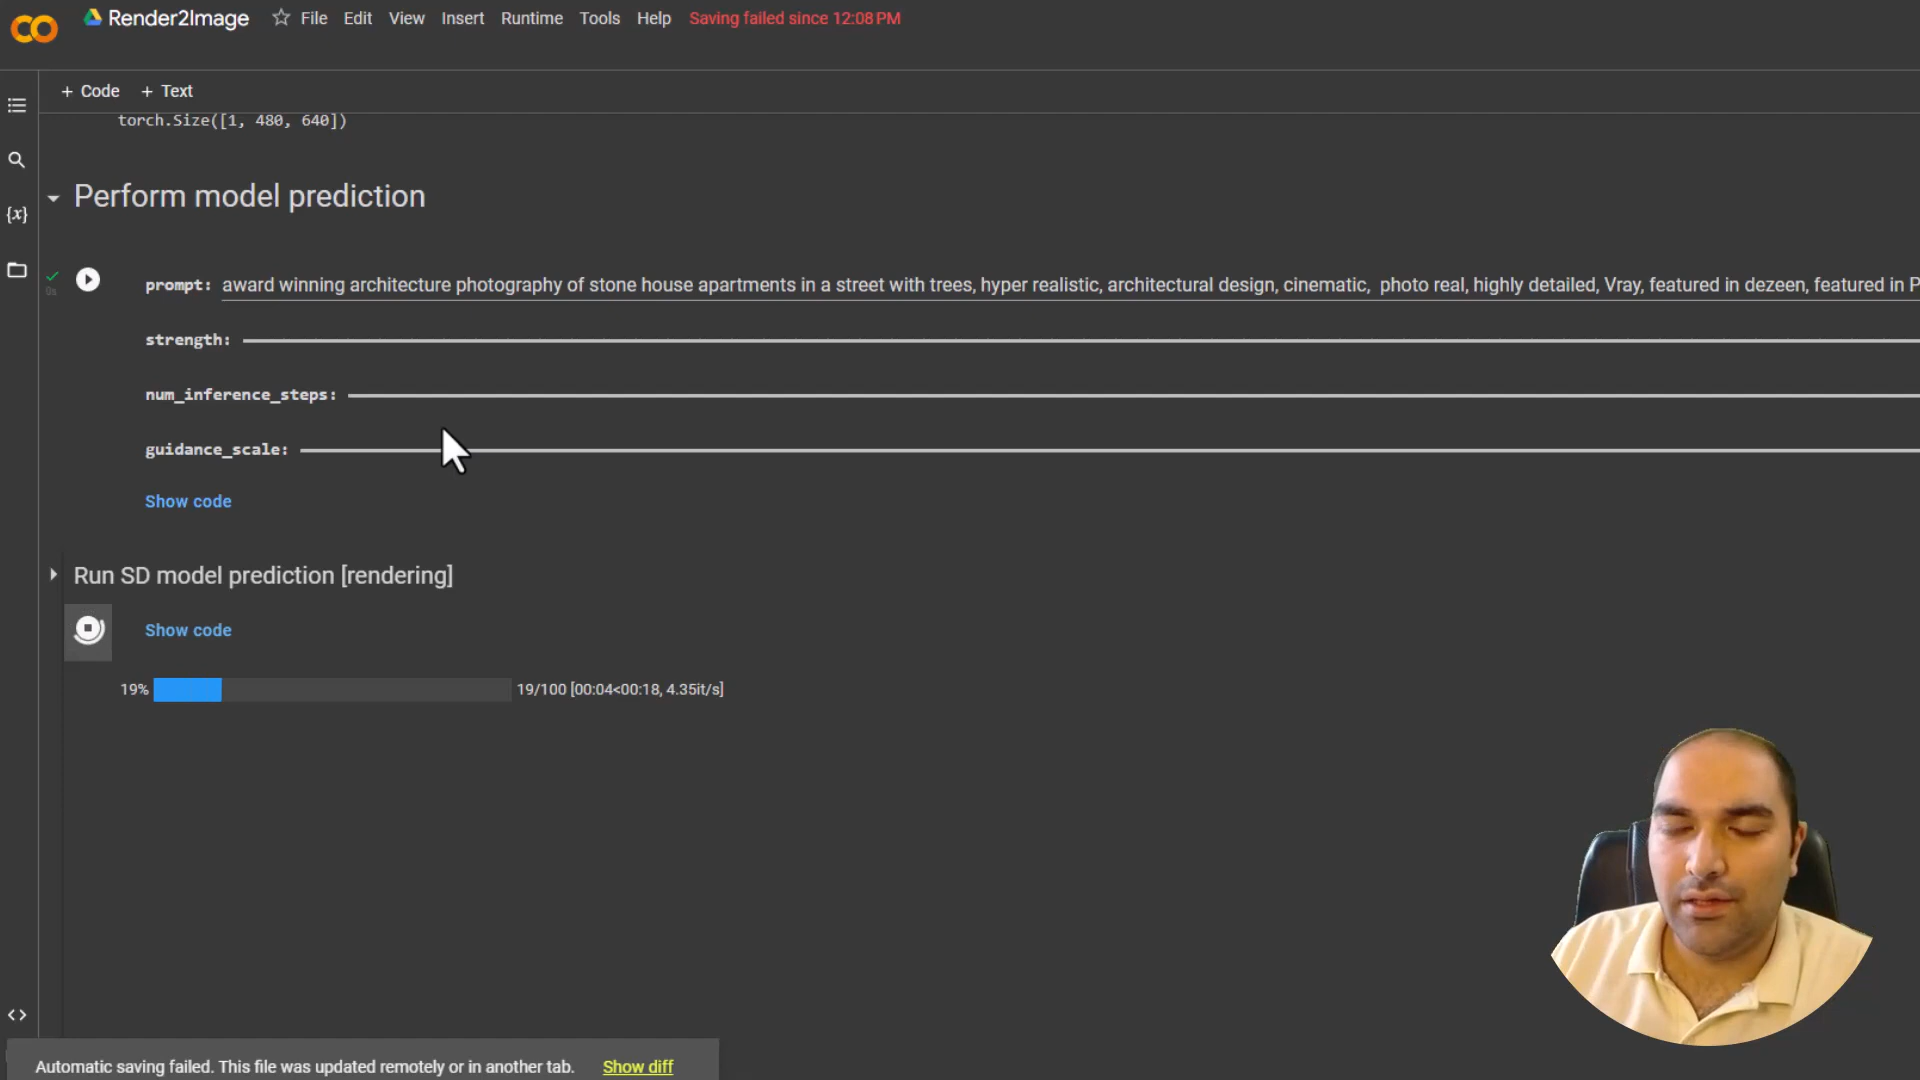 Render2Image File Edit View Insert Runtime Tools Help Saving failed since 12:08 PM
+ Code + Text
torch.Size([1, 480, 640])
Perform model prediction
{x}
0s
prompt: award winning architecture photography of stone house apartments in a street with trees, hyper realistic, architectural design, cinematic, photo real, highly detailed, Vray, featured in dezeen, featured in P
strength:
num_inference_steps:
guidance_scale:
Show code
Run SD model prediction [rendering]
Show code
19% 19/100 [00:04<00:18, 4.35it/s]
Automatic saving failed. This file was updated remotely or in another tab. Show diff